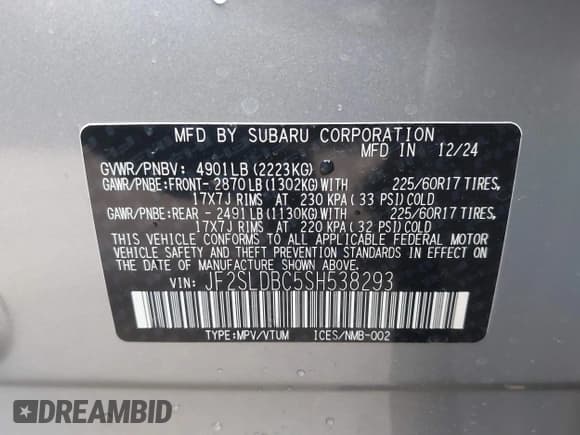 MFD BY SUBARU CORPORATION
MFD IN 12/24
GVWR/PNBV: 4901LB (2223KG)
GAWR/PNBE:FRONT- 2870LB (1302KG)WITH 225/60R17 TIRES,
17X7J RIMS AT 230 KPA ( 33 PSI)COLD
GAWR/PNBE:REAR - 2491LB (1130KG)WITH 225/60R17 TIRES,
17X7J RIMS AT 220 KPA ( 32 PSI)COLD
THIS VEHICLE CONFORMS TO ALL APPLICABLE FEDERAL MOTOR
VEHICLE SAFETY AND THEFT PREVENTION STANDARDS IN EFFECT
ON THE DATE OF MANUFACTURE SHOWN ABOVE.
VIN: JF2SLDBC5SH538293
TYPE:MPV/VTUM ICES/NMB-002
DREAMBID